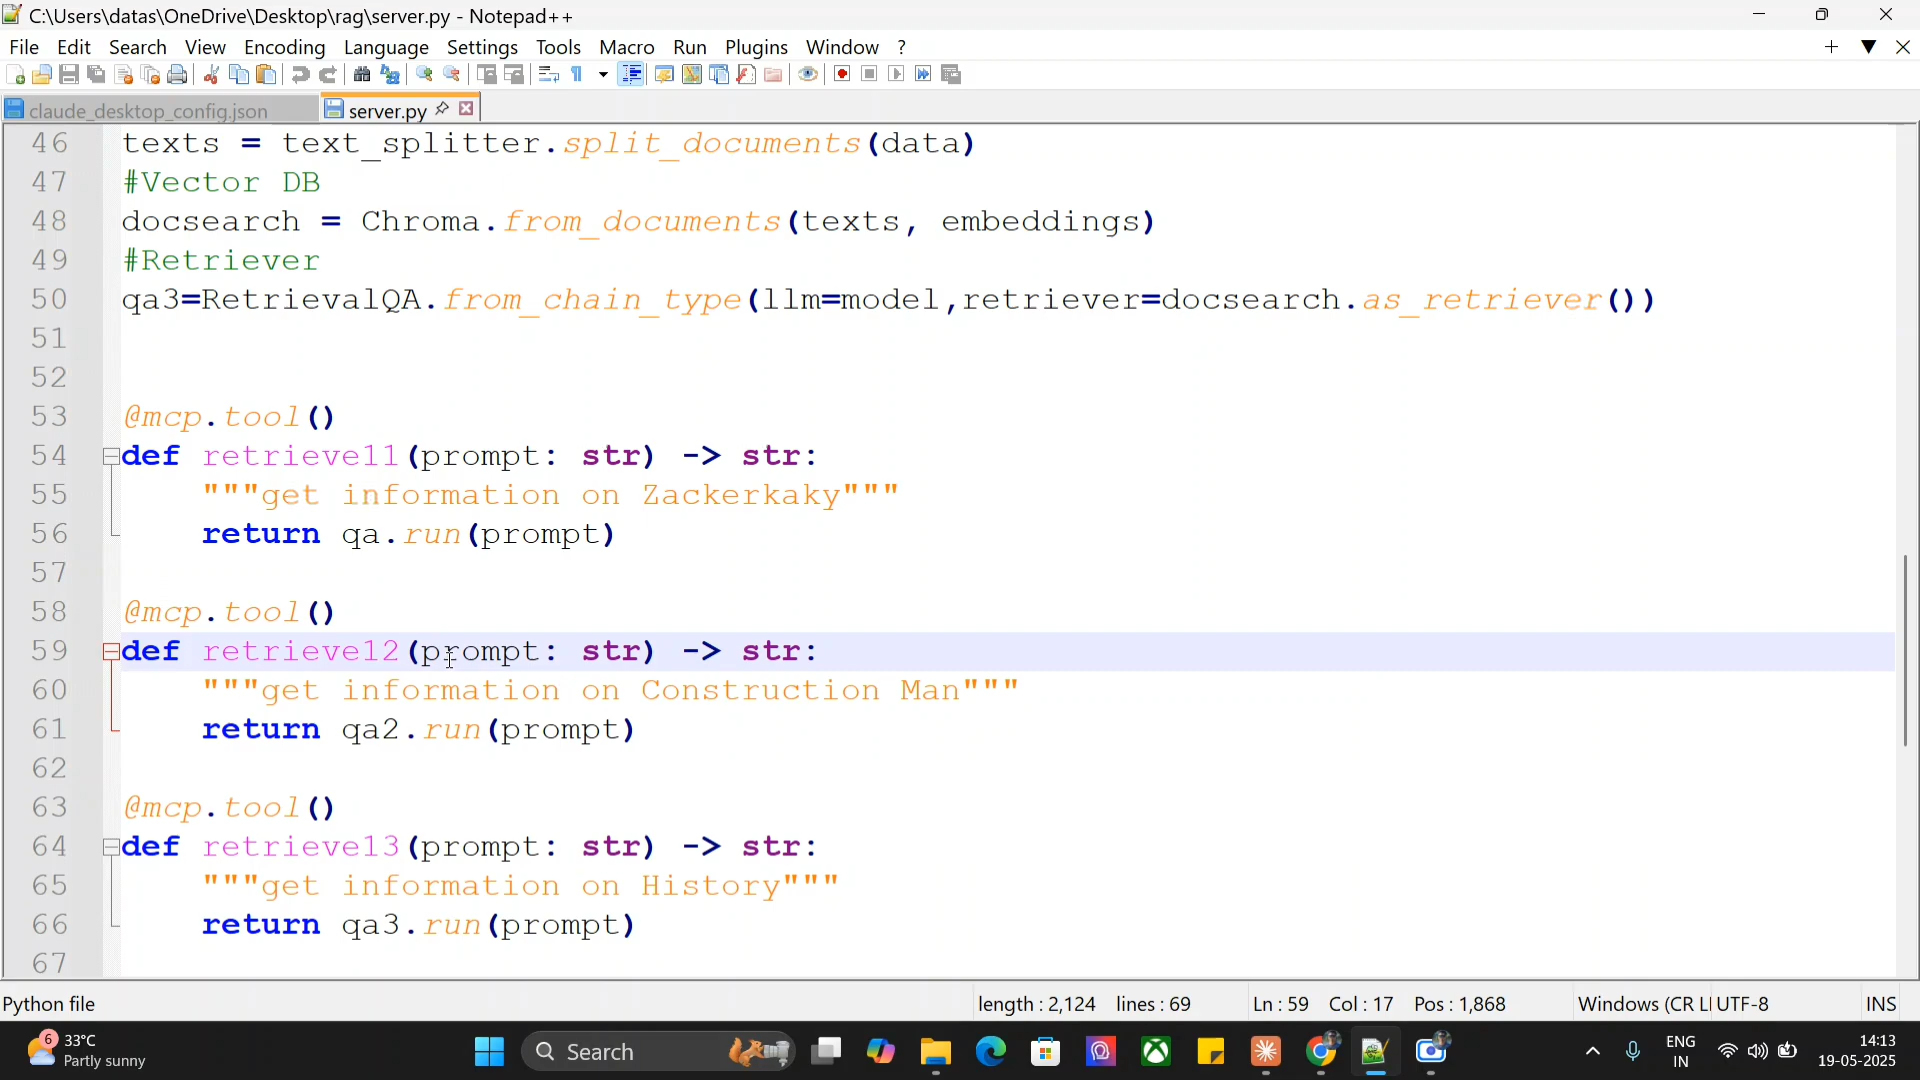 C:\Users\datas\OneDrive\Desktop\rag\server.py - Notepad++
File Edit Search View Encoding Language Settings Tools Macro Run Plugins Window ?
claude_desktop_config.json server.py
46 texts = text_splitter.split_documents(data)
47 #Vector DB
48 docsearch = Chroma.from_documents(texts, embeddings)
49 #Retriever
50 qa3=RetrievalQA.from_chain_type(llm=model,retriever=docsearch.as_retriever())
51
52
53 @mcp.tool()
54 def retrieve11(prompt: str) -> str:
55 """get information on Zackerkaky"""
56 return qa.run(prompt)
57
58 @mcp.tool()
59 def retrieve12(prompt: str) -> str:
60 """get information on Construction Man"""
61 return qa2.run(prompt)
62
63 @mcp.tool()
64 def retrieve13(prompt: str) -> str:
65 """get information on History"""
66 return qa3.run(prompt)
67
Python file length : 2,124 lines : 69 Ln : 59 Col : 17 Pos : 1,868 Windows (CR LI UTF-8 INS
6 33°C
Partly sunny
Search
ENG
IN
14:13
19-05-2025